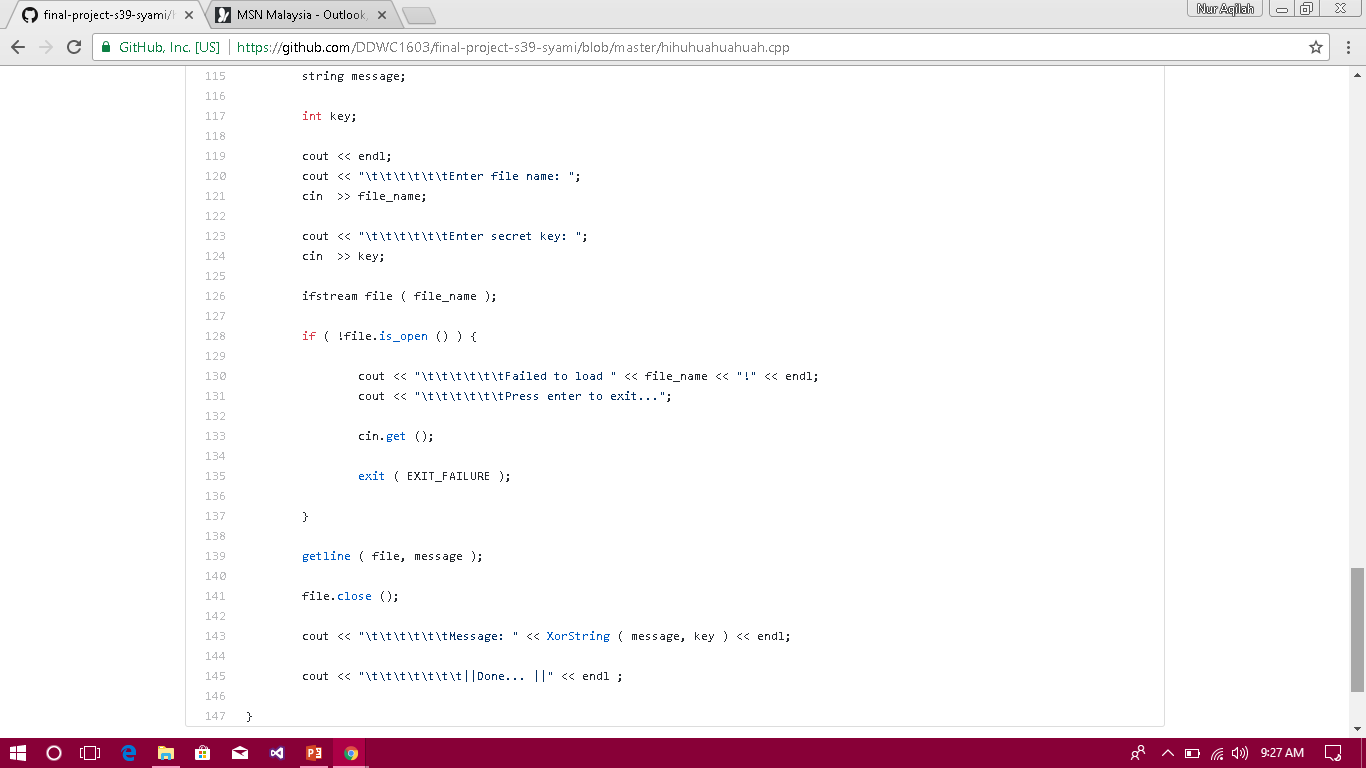 final-project-s39-syami/h
MSN Malaysia - Outlook,
Nur Aqilah
GitHub, Inc. [US]
https://github.com/DDWC1603/final-project-s39-syami/blob/master/hihuhuahuahuah.cpp
115 string message;
116
117 int key;
118
119 cout << endl;
120 cout << "\t\t\t\t\t\tEnter file name: ";
121 cin  >> file_name;
122
123 cout << "\t\t\t\t\t\tEnter secret key: ";
124 cin  >> key;
125
126 ifstream file ( file_name );
127
128 if ( !file.is_open () ) {
129
130 cout << "\t\t\t\t\t\tFailed to load " << file_name << "!" << endl;
131 cout << "\t\t\t\t\t\tPress enter to exit...";
132
133 cin.get ();
134
135 exit ( EXIT_FAILURE );
136
137 }
138
139 getline ( file, message );
140
141 file.close ();
142
143 cout << "\t\t\t\t\t\tMessage: " << XorString ( message, key ) << endl;
144
145 cout << "\t\t\t\t\t\t\t||Done... ||" << endl ;
146
147 }
9:27 AM